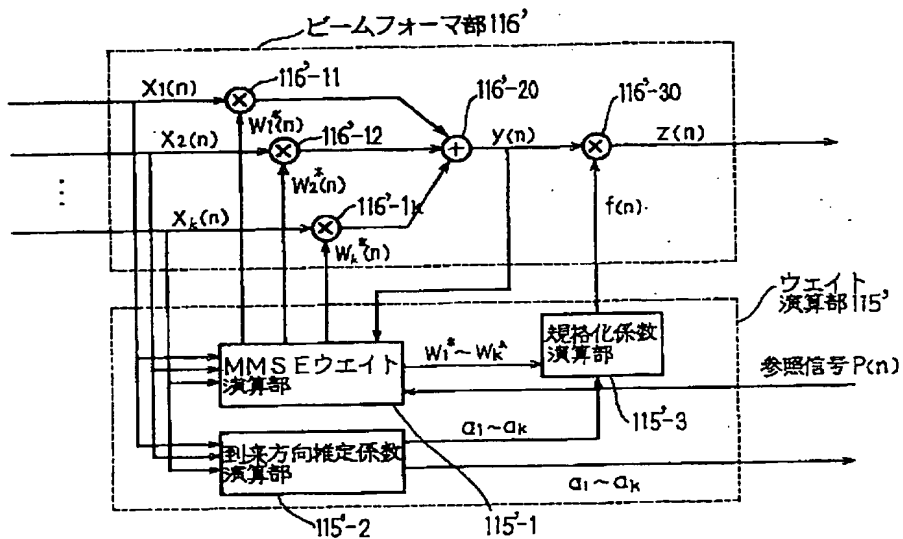 ビームフォーマ部116'
X1(n)
116'-11
W1*(n)
X2(n)
116'-12
W2*(n)
116'-20
y(n)
116'-30
z(n)
⋮
Xk(n)
116'-1k
Wk*(n)
f(n)
ウエイト
演算部115'
MMSEウエイト
演算部
W1*~Wk*
規格化係数
演算部
参照信号P(n)
115'-3
a1~ak
到来方向推定係数
演算部
a1~ak
115'-2
115'-1